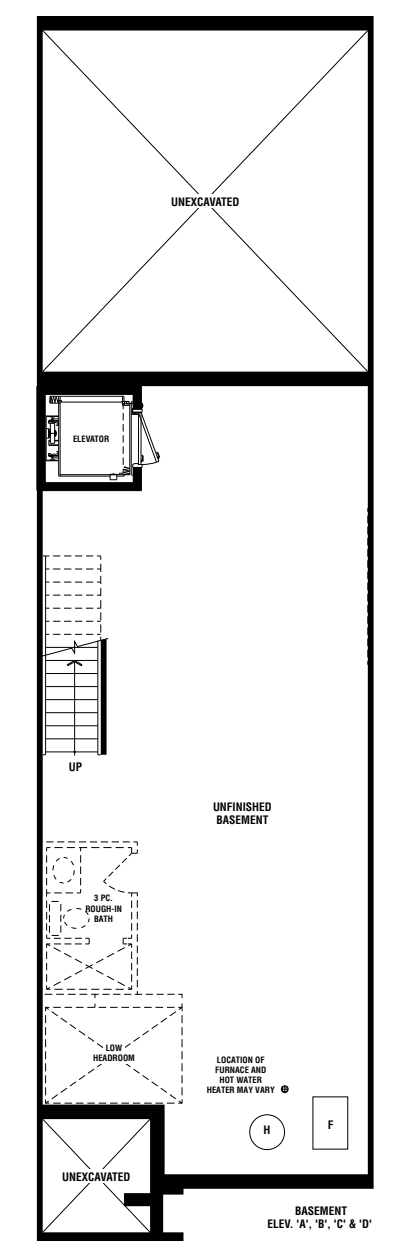 UNEXCAVATED
ELEVATOR
UP
UNFINISHED
BASEMENT
3 PC.
ROUGH-IN
BATH
LOW
HEADROOM
LOCATION OF
FURNACE AND
HOT WATER
HEATER MAY VARY
H
F
UNEXCAVATED
BASEMENT
ELEV. 'A', 'B', 'C' & 'D'